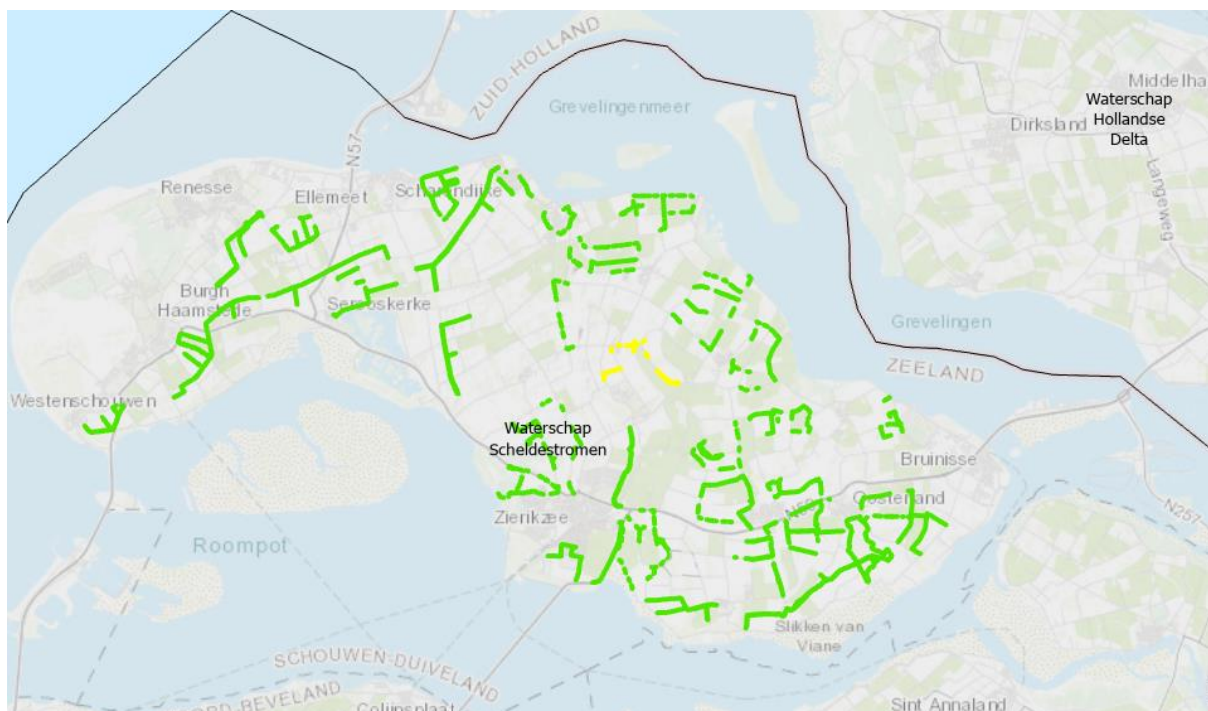 ZUID-HOLLAND
N57
Grevelingenmeer
Middelha
Waterschap
Hollandse
Delta
Dirksland
Langeweg
Renesse
Ellemeet
Scharendijke
Burgh
Haamstede
Serooskerke
Grevelingen
ZEELAND
Westenschouwen
Waterschap
Scheldestromen
Bruinisse
Oosterland
N59
N257
Zierikzee
Roompot
Slikken van
Viane
SCHOUWEN-DUIVELAND
ORD-BEVELAND
Colijnsplaat
Sint Annaland